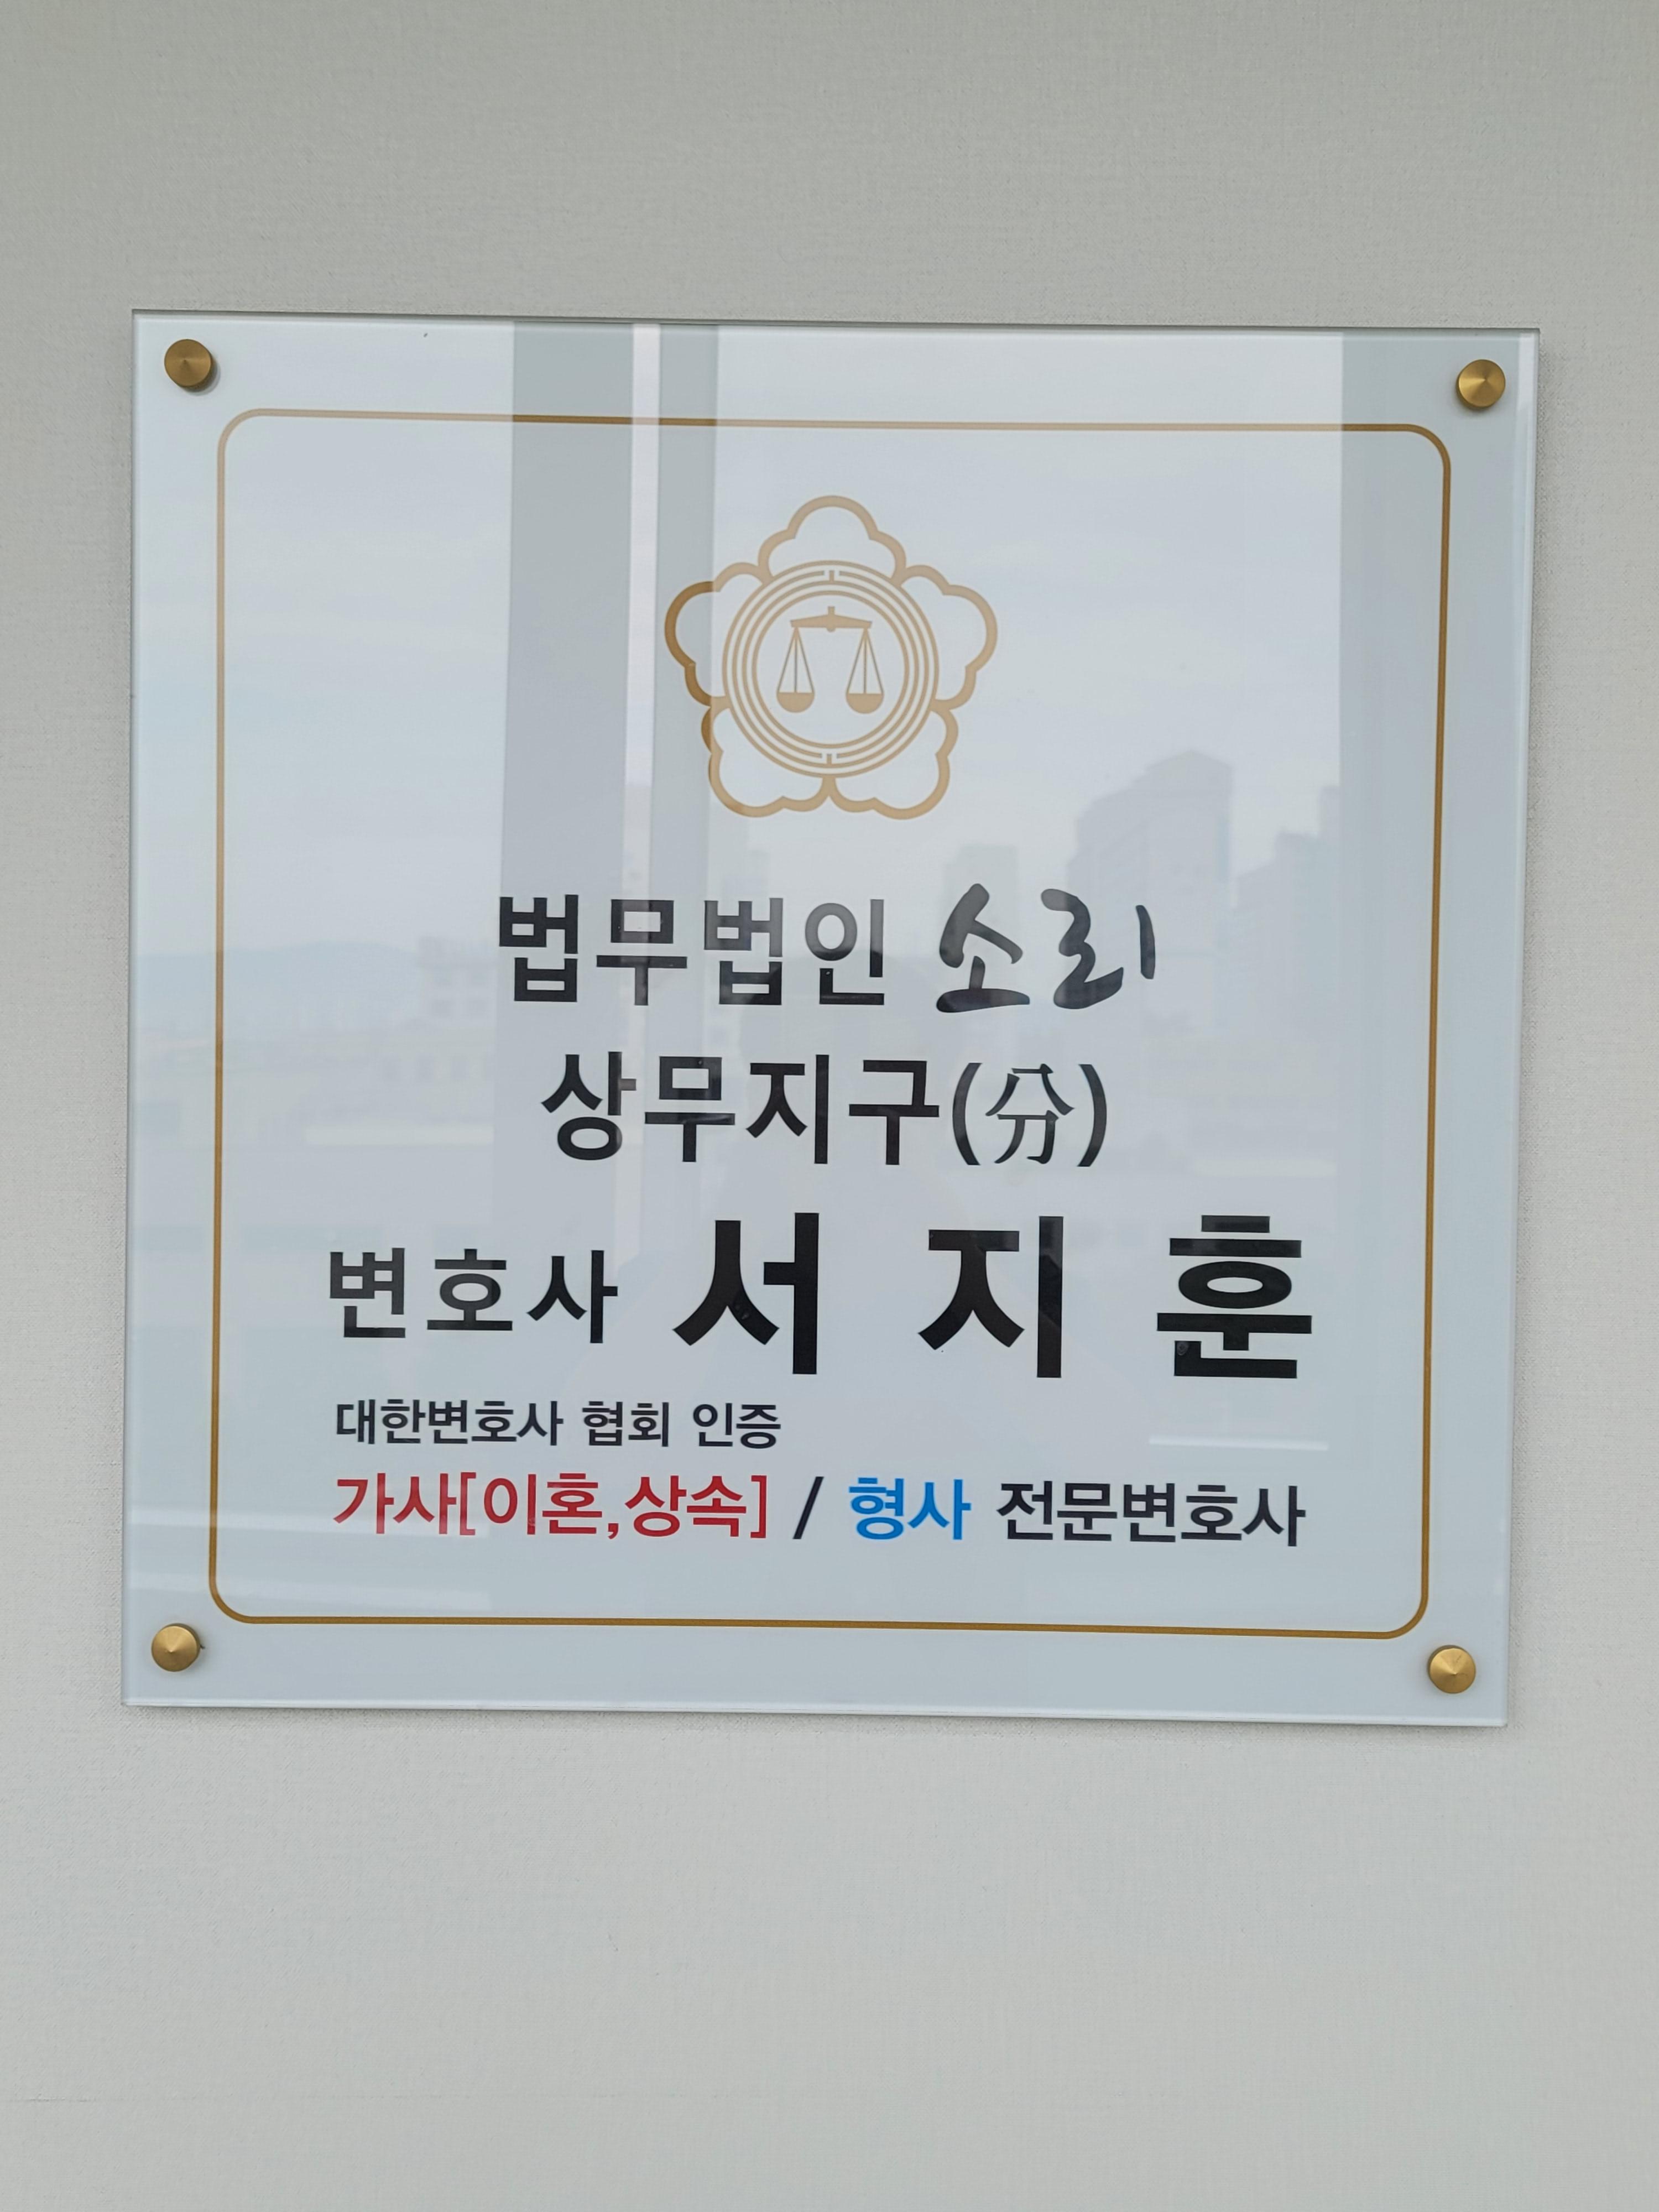 법무법인 소리
상무지구(分)
변호사 서 지 훈
대한변호사 협회 인증
가사[이혼,상속] / 형사 전문변호사